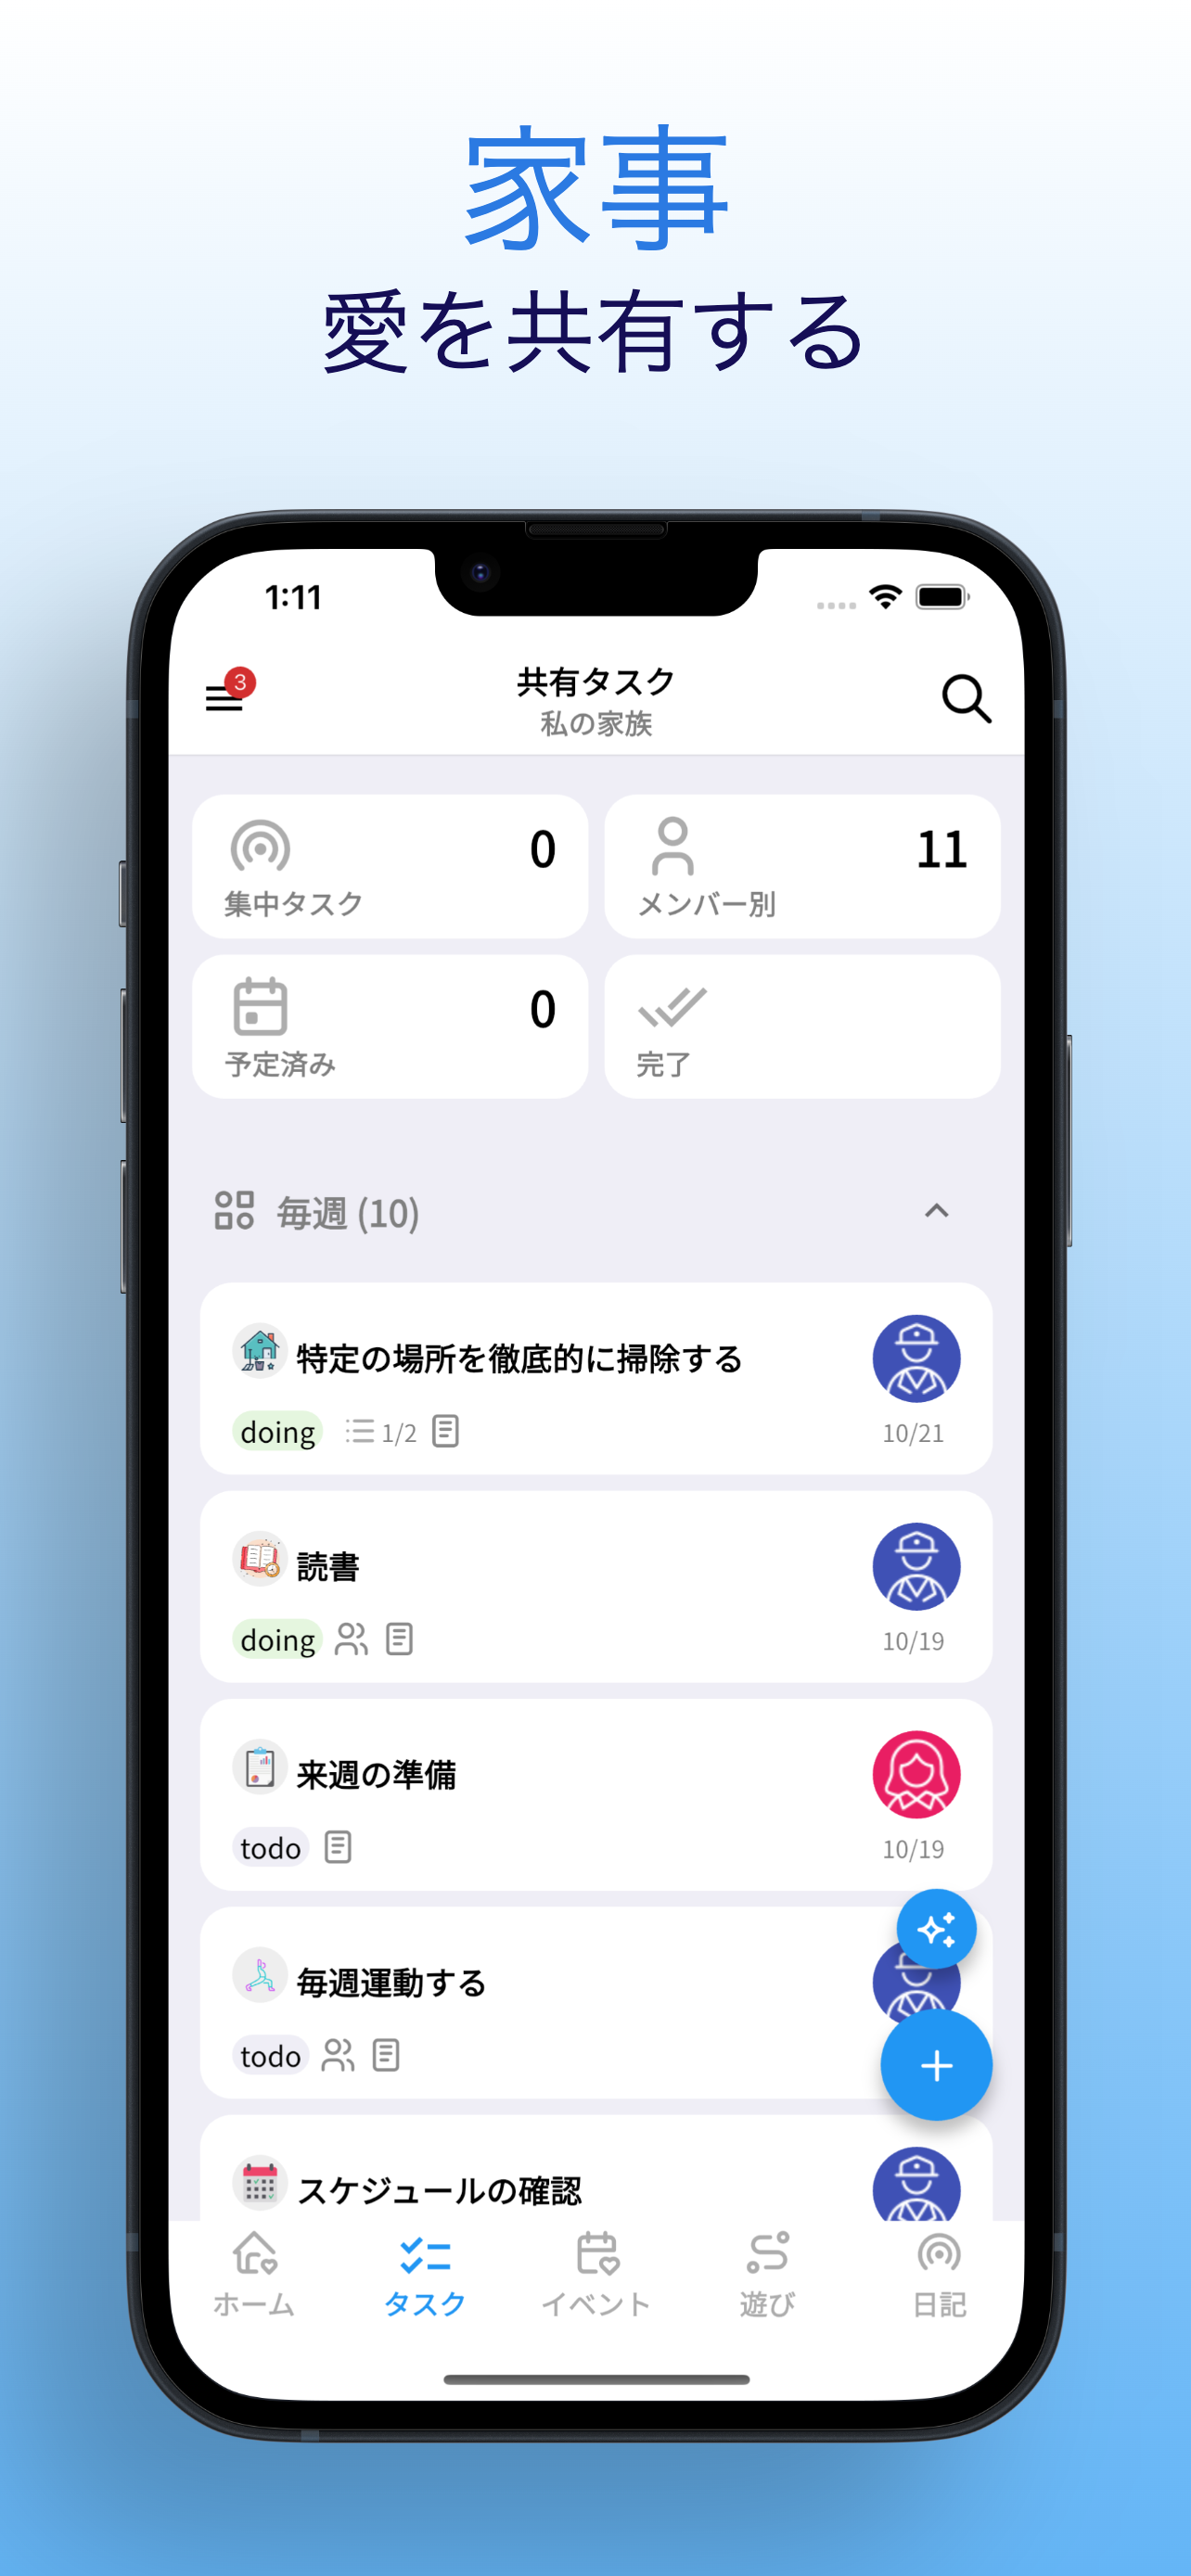 家事
愛を共有する
1:11
3
共有タスク
私の家族
0
集中タスク
11
メンバー別
0
予定済み
完了
毎週 (10)
特定の場所を徹底的に掃除する
doing 1/2 10/21
読書
doing 10/19
来週の準備
todo 10/19
毎週運動する
todo
スケジュールの確認
ホーム タスク イベント 遊び 日記